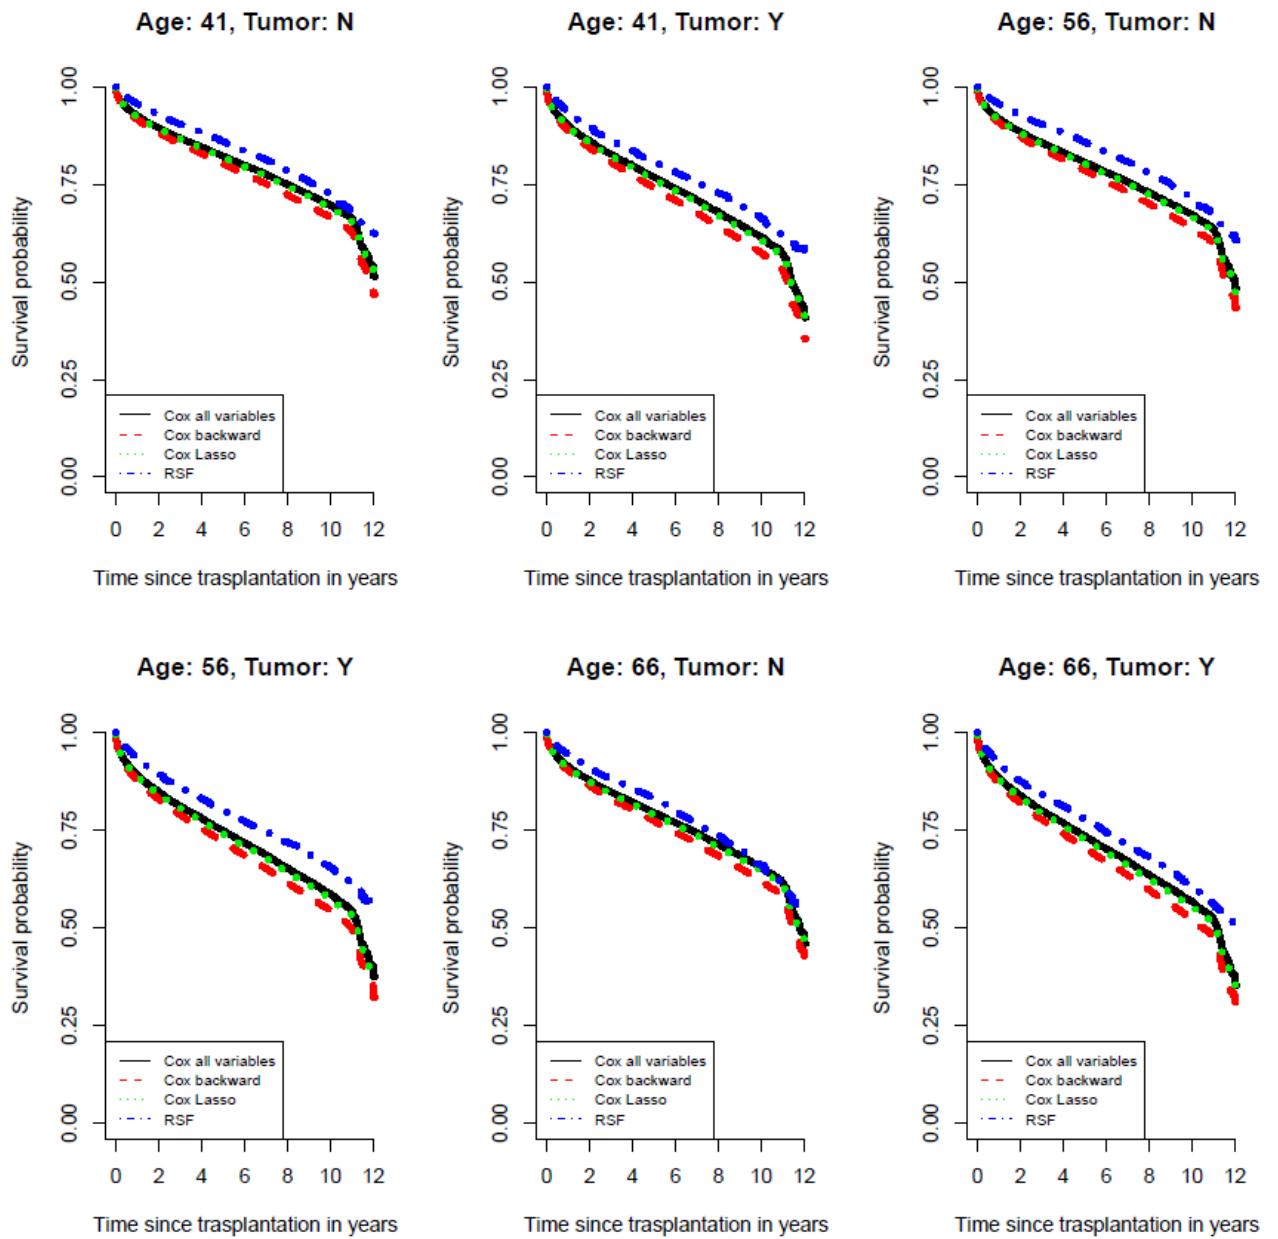 Age: 41, Tumor: N
Survival probability
1.00
0.75
0.50
0.25
0.00
Cox all variables
Cox backward
Cox Lasso
RSF
0 2 4 6 8 10 12
Time since trasplantation in years
Age: 41, Tumor: Y
Survival probability
1.00
0.75
0.50
0.25
0.00
Cox all variables
Cox backward
Cox Lasso
RSF
0 2 4 6 8 10 12
Time since trasplantation in years
Age: 56, Tumor: N
Survival probability
1.00
0.75
0.50
0.25
0.00
Cox all variables
Cox backward
Cox Lasso
RSF
0 2 4 6 8 10 12
Time since trasplantation in years
Age: 56, Tumor: Y
Survival probability
1.00
0.75
0.50
0.25
0.00
Cox all variables
Cox backward
Cox Lasso
RSF
0 2 4 6 8 10 12
Time since trasplantation in years
Age: 66, Tumor: N
Survival probability
1.00
0.75
0.50
0.25
0.00
Cox all variables
Cox backward
Cox Lasso
RSF
0 2 4 6 8 10 12
Time since trasplantation in years
Age: 66, Tumor: Y
Survival probability
1.00
0.75
0.50
0.25
0.00
Cox all variables
Cox backward
Cox Lasso
RSF
0 2 4 6 8 10 12
Time since trasplantation in years